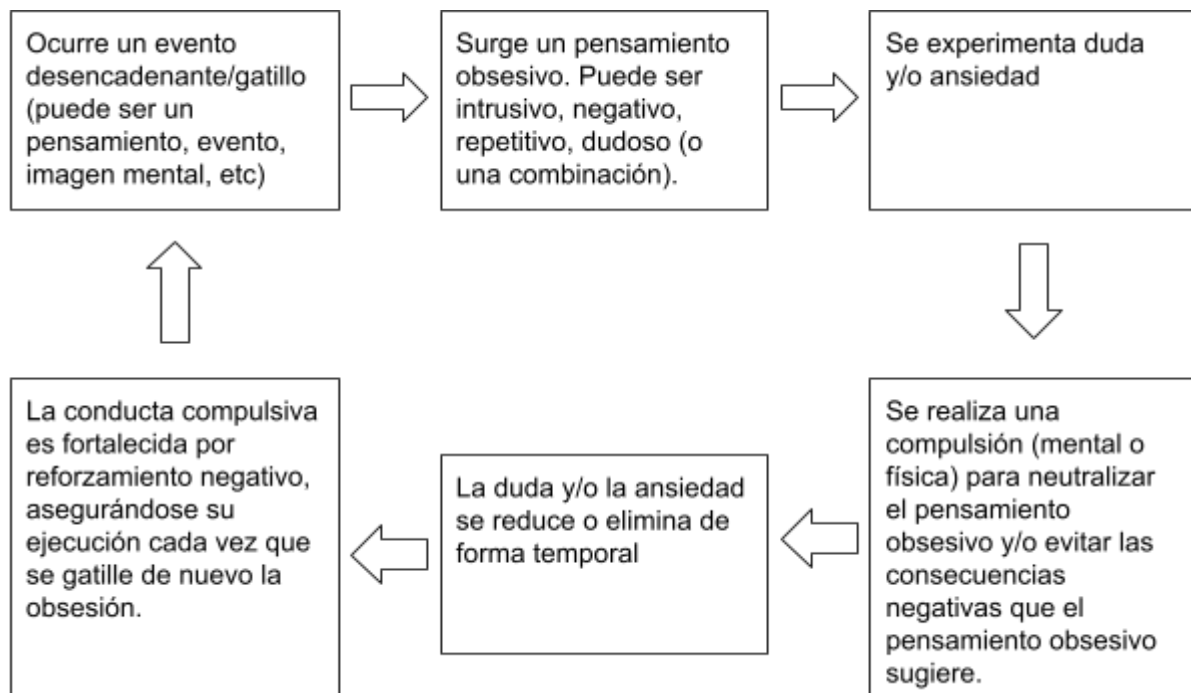 Ocurre un evento
desencadenante/gatillo
(puede ser un
pensamiento, evento,
imagen mental, etc)
Surge un pensamiento
obsesivo. Puede ser
intrusivo, negativo,
repetitivo, dudoso (o
una combinación).
Se experimenta duda
y/o ansiedad
Se realiza una
compulsión (mental o
física) para neutralizar
el pensamiento
obsesivo y/o evitar las
consecuencias
negativas que el
pensamiento obsesivo
sugiere.
La duda y/o la ansiedad
se reduce o elimina de
forma temporal
La conducta compulsiva
es fortalecida por
reforzamiento negativo,
asegurándose su
ejecución cada vez que
se gatille de nuevo la
obsesión.